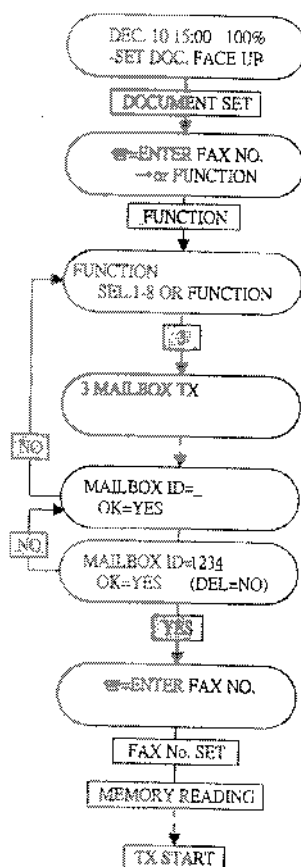 DEC. 10 15:00 100%
-SET DOC. FACE UP
DOCUMENT SET
☎=ENTER FAX NO.
→or FUNCTION
FUNCTION
FUNCTION
SEL.1-8 OR FUNCTION
3
3 MAILBOX TX
NO
MAILBOX ID=_
OK=YES
NO
MAILBOX ID=1234
OK=YES (DEL=NO)
YES
☎=ENTER FAX NO.
FAX No. SET
MEMORY READING
TX START